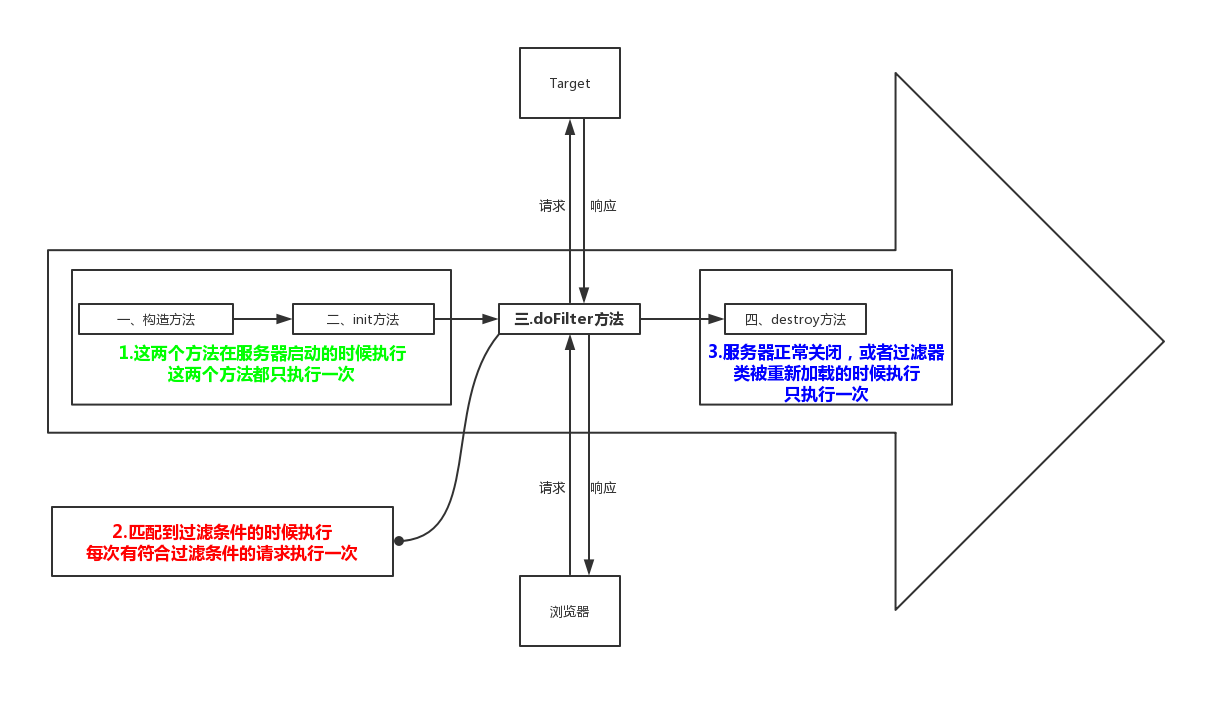 Target
请求
响应
一、构造方法
二、init方法
三.doFilter方法
四、destroy方法
1.这两个方法在服务器启动的时候执行
这两个方法都只执行一次
3.服务器正常关闭，或者过滤器
类被重新加载的时候执行
只执行一次
请求
响应
2.匹配到过滤条件的时候执行
每次有符合过滤条件的请求执行一次
浏览器